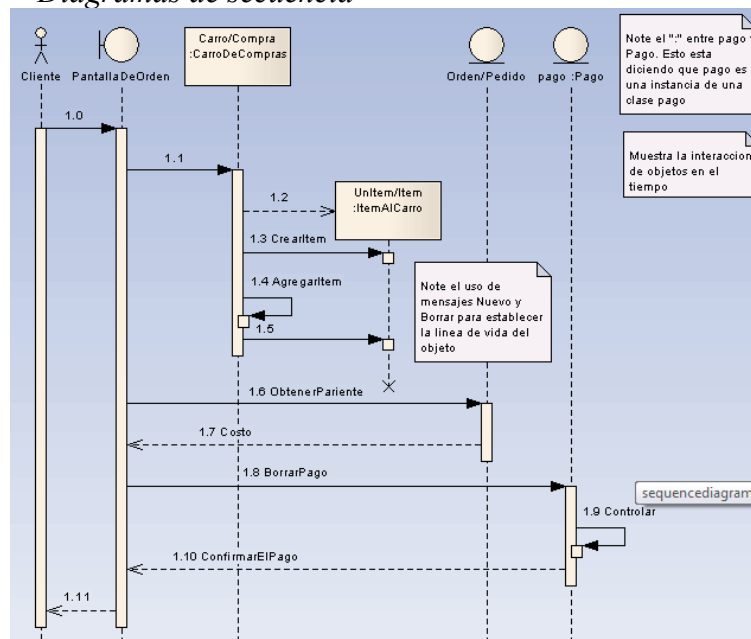 Diagramas de secuencia
Carro/Compra
:CarroDeCompras
Cliente
PantallaDeOrden
Orden/Pedido
pago :Pago
Note el ":" entre pago
Pago. Esto esta
diciendo que pago es
una instancia de una
clase pago
1.0
Muestra la interaccion
de objetos en el
tiempo
1.1
UnItem/Item
:ItemAlCarro
1.2
1.3 CrearItem
1.4 AgregarItem
1.5
Note el uso de
mensajes Nuevo y
Borrar para establecer
la linea de vida del
objeto
1.6 ObtenerPariente
1.7 Costo
1.8 BorrarPago
sequencediagram
1.9 Controlar
1.10 ConfirmarElPago
1.11